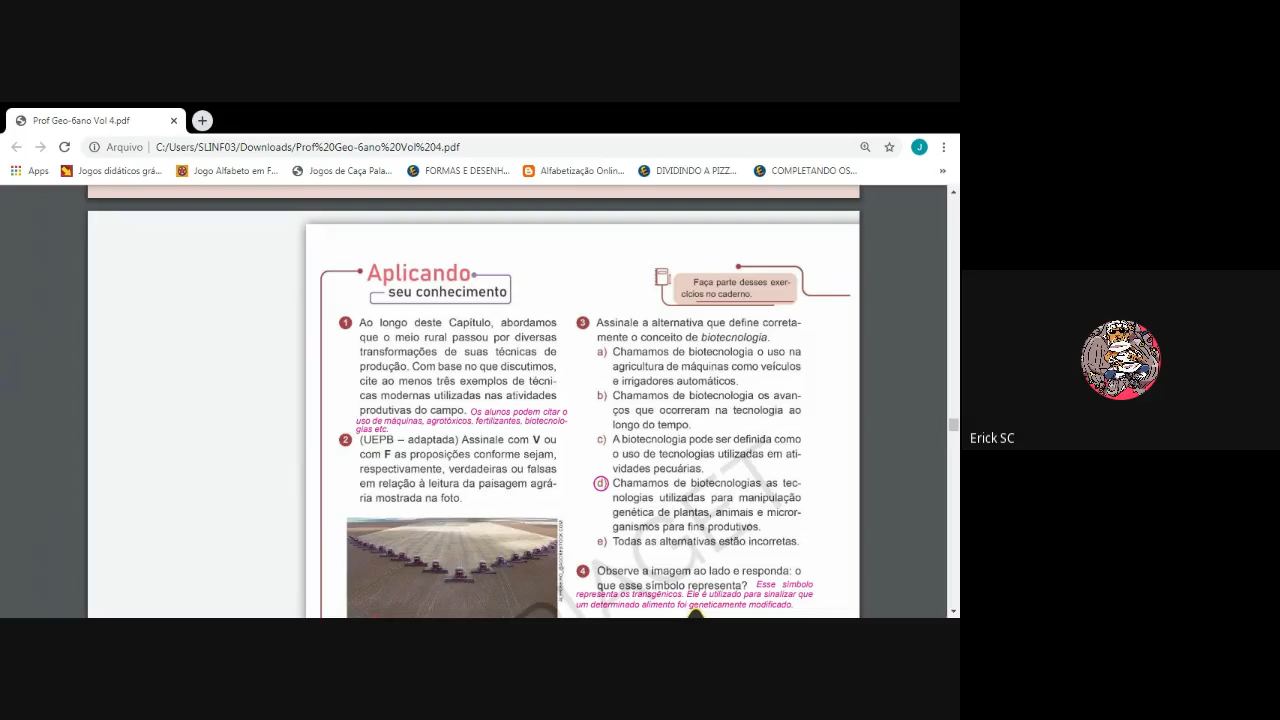 Prof Geo-6ano Vol 4.pdf
Arquivo
C:/Users/SLINF03/Downloads/Prof%20Geo-6ano%20Vol%204.pdf
J
Apps
Jogos didáticos grá...
Jogo Alfabeto em F...
Jogos de Caça Pala...
FORMAS E DESENH...
Alfabetização Onlin...
DIVIDINDO A PIZZ...
COMPLETANDO OS...
»
Aplicando
seu conhecimento
Faça parte desses exer-
cícios no caderno.
1 Ao longo deste Capítulo, abordamos
que o meio rural passou por diversas
transformações de suas técnicas de
produção. Com base no que discutimos,
cite ao menos três exemplos de técni-
cas modernas utilizadas nas atividades
produtivas do campo. Os alunos podem citar o
uso de máquinas, agrotóxicos, fertilizantes, biotecnolo-
gias etc.
2 (UEPB – adaptada) Assinale com V ou
com F as proposições conforme sejam,
respectivamente, verdadeiras ou falsas
em relação à leitura da paisagem agrá-
ria mostrada na foto.
3 Assinale a alternativa que define correta-
mente o conceito de biotecnologia.
a) Chamamos de biotecnologia o uso na
agricultura de máquinas como veículos
e irrigadores automáticos.
b) Chamamos de biotecnologia os avan-
ços que ocorreram na tecnologia ao
longo do tempo.
c) A biotecnologia pode ser definida como
o uso de tecnologias utilizadas em ati-
vidades pecuárias.
d) Chamamos de biotecnologias as tec-
nologias utilizadas para manipulação
genética de plantas, animais e micror-
ganismos para fins produtivos.
e) Todas as alternativas estão incorretas.
4 Observe a imagem ao lado e responda: o
que esse símbolo representa? Esse símbolo
representa os transgênicos. Ele é utilizado para sinalizar que
um determinado alimento foi geneticamente modificado.
Erick SC